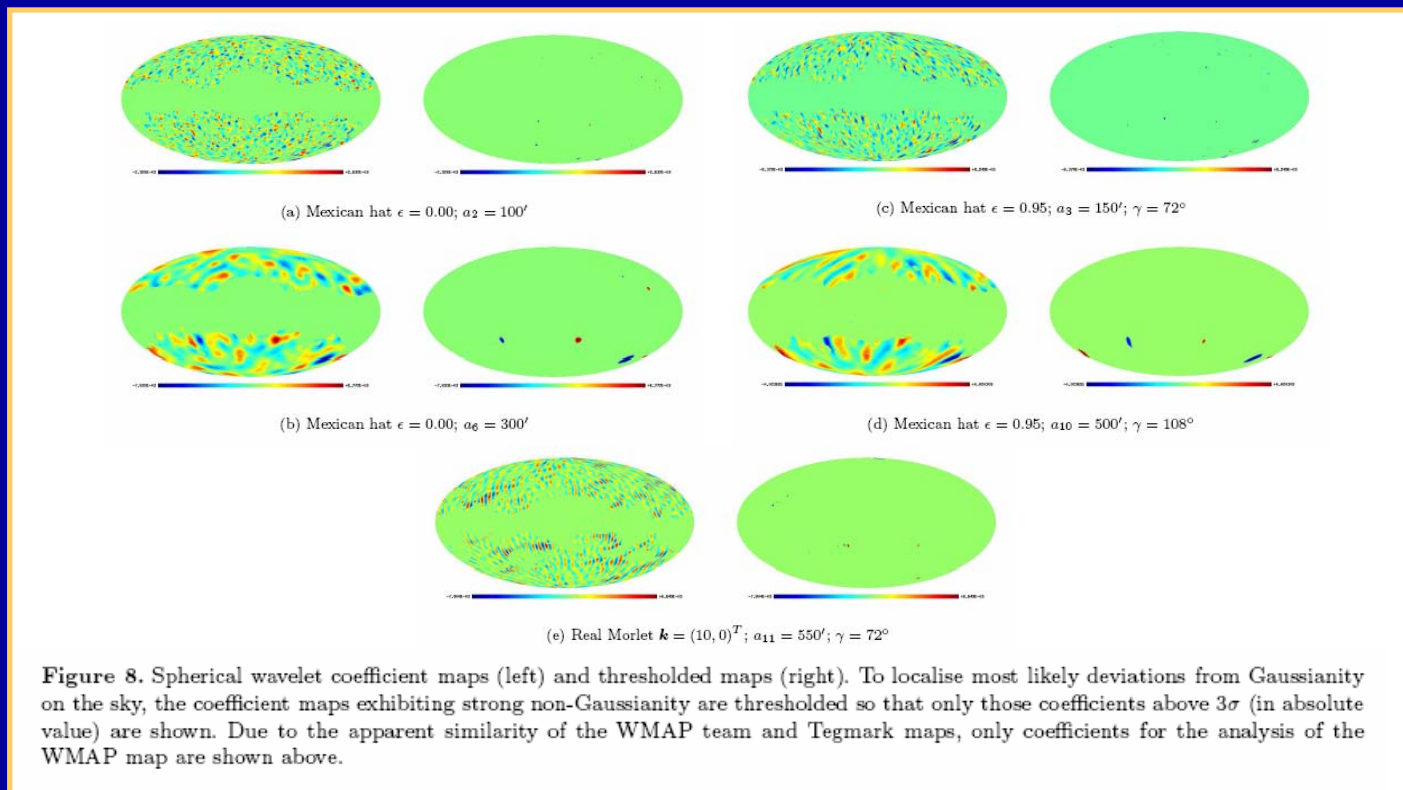 (a) Mexican hat ϵ = 0.00; a₂ = 100′
(c) Mexican hat ϵ = 0.95; a₃ = 150′; γ = 72°
(b) Mexican hat ϵ = 0.00; a₆ = 300′
(d) Mexican hat ϵ = 0.95; a₁₀ = 500′; γ = 108°
(e) Real Morlet k = (10, 0)ᵀ; a₁₁ = 550′; γ = 72°
Figure 8. Spherical wavelet coefficient maps (left) and thresholded maps (right). To localise most likely deviations from Gaussianity
on the sky, the coefficient maps exhibiting strong non-Gaussianity are thresholded so that only those coefficients above 3σ (in absolute
value) are shown. Due to the apparent similarity of the WMAP team and Tegmark maps, only coefficients for the analysis of the
WMAP map are shown above.